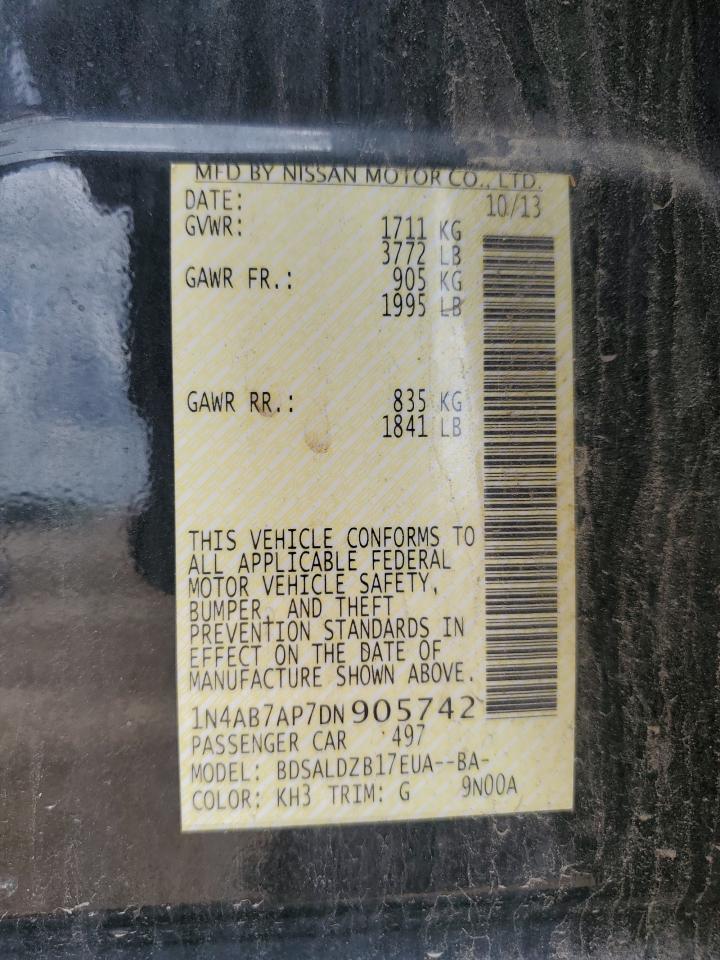 MFD BY NISSAN MOTOR CO., LTD.
DATE: 10/13
GVWR: 1711 KG
3772 LB
GAWR FR.: 905 KG
1995 LB
GAWR RR.: 835 KG
1841 LB
THIS VEHICLE CONFORMS TO
ALL APPLICABLE FEDERAL
MOTOR VEHICLE SAFETY,
BUMPER, AND THEFT
PREVENTION STANDARDS IN
EFFECT ON THE DATE OF
MANUFACTURE SHOWN ABOVE.
1N4AB7AP7DN905742
PASSENGER CAR 497
MODEL: BDSALDZB17EUA--BA-
COLOR: KH3 TRIM: G 9N00A